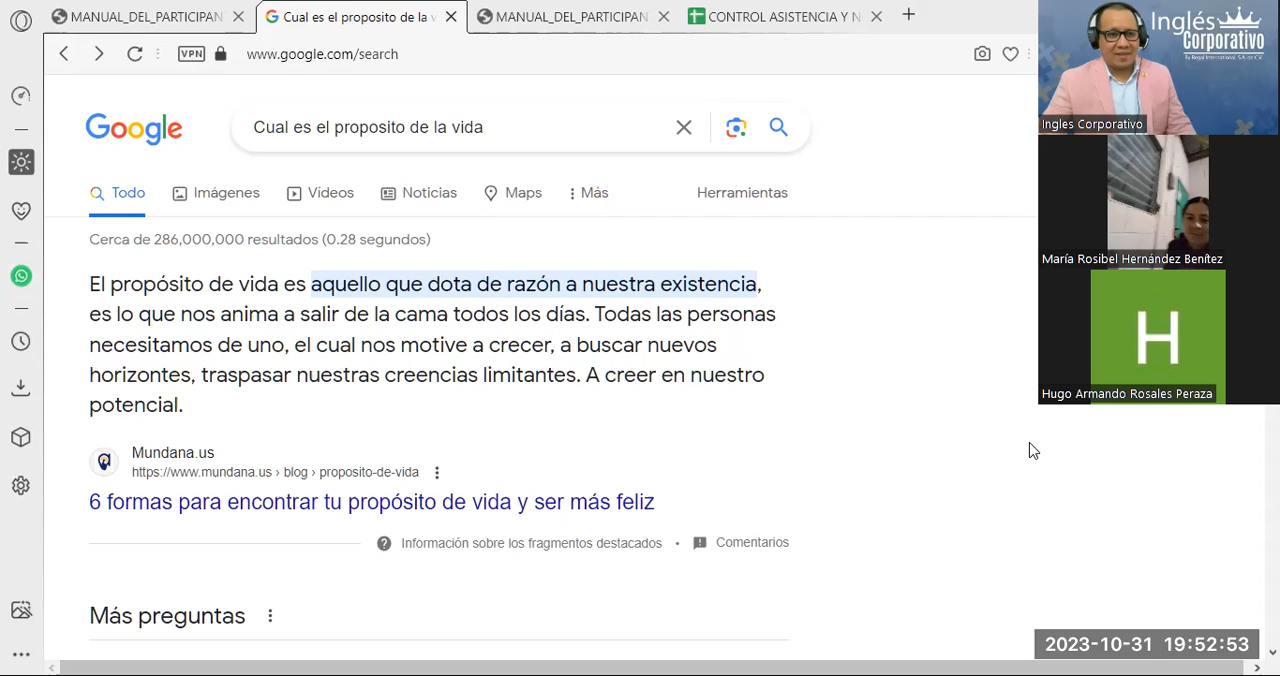 MANUAL_DEL_PARTICIPAN
Cual es el proposito de la v
MANUAL_DEL_PARTICIPAN
CONTROL ASISTENCIA Y N
VPN
www.google.com/search
Google
Cual es el proposito da la vida
Todo
Imágenes
Vídeos
Noticias
Maps
Más
Herramientas
Cerca de 286,000,000 resultados (0.28 segundos)
El propósito de vida es aquello que dota de razón a nuestra existencia,
es lo que nos anima a salir de la cama todos los días. Todas las personas
necesitamos de uno, el cual nos motive a crecer, a buscar nuevos
horizontes, traspasar nuestras creencias limitantes. A creer en nuestro
potencial.
Mundana.us
https://www.mundana.us › blog › proposito-de-vida
6 formas para encontrar tu propósito de vida y ser más feliz
Información sobre los fragmentos destacados
Comentarios
Más preguntas
Inglés
Corporativo
By Regal International, S.A. de C.V.
Ingles Corporativo
María Rosibel Hernández Benítez
H
Hugo Armando Rosales Peraza
2023-10-31 19:52:53